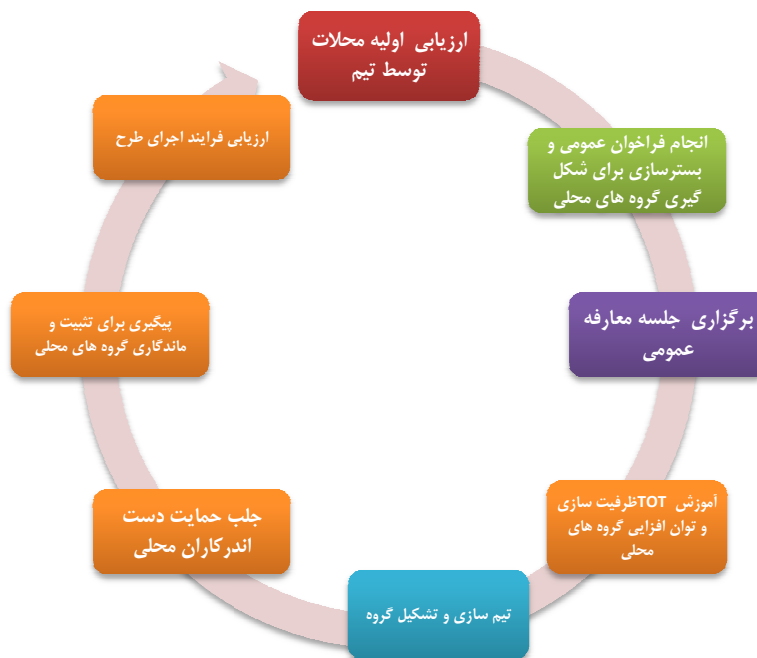 ارزیابی اولیه محلات
توسط تیم
انجام فراخوان عمومی و
بسترسازی برای شکل
گیری گروه های محلی
برگزاری جلسه معارفه
عمومی
آموزش TOTظرفیت سازی
و توان افزایی گروه های
محلی
تیم سازی و تشکیل گروه
جلب حمایت دست
اندرکاران محلی
پیگیری برای تثبیت و
ماندگاری گروه های محلی
ارزیابی فرایند اجرای طرح